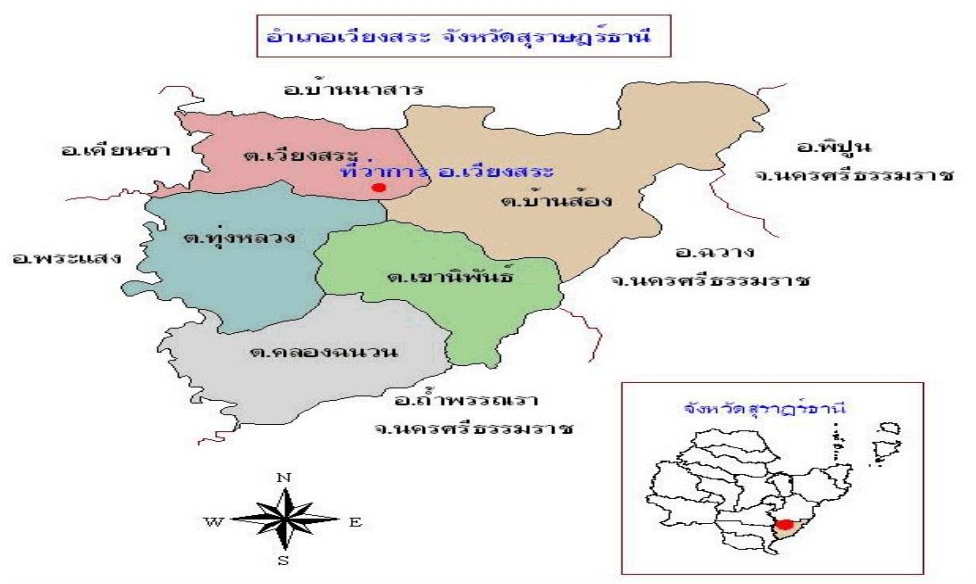 อำเภอเวียงสระ จังหวัดสุราษฎร์ธานี
อ.บ้านนาสาร
อ.เคียนซา
ต.เวียงสระ
อ.พิปูน
จ.นครศรีธรรมราช
ที่ว่าการ อ.เวียงสระ
ต.บ้านส้อง
ต.ทุ่งหลวง
อ.พระแสง
อ.ฉวาง
จ.นครศรีธรรมราช
ต.เขานิพันธ์
ต.คลองฉนวน
อ.ถ้ำพรรณเรา
จ.นครศรีธรรมราช
จังหวัดสุราฎร์ธานี
N
W
E
S